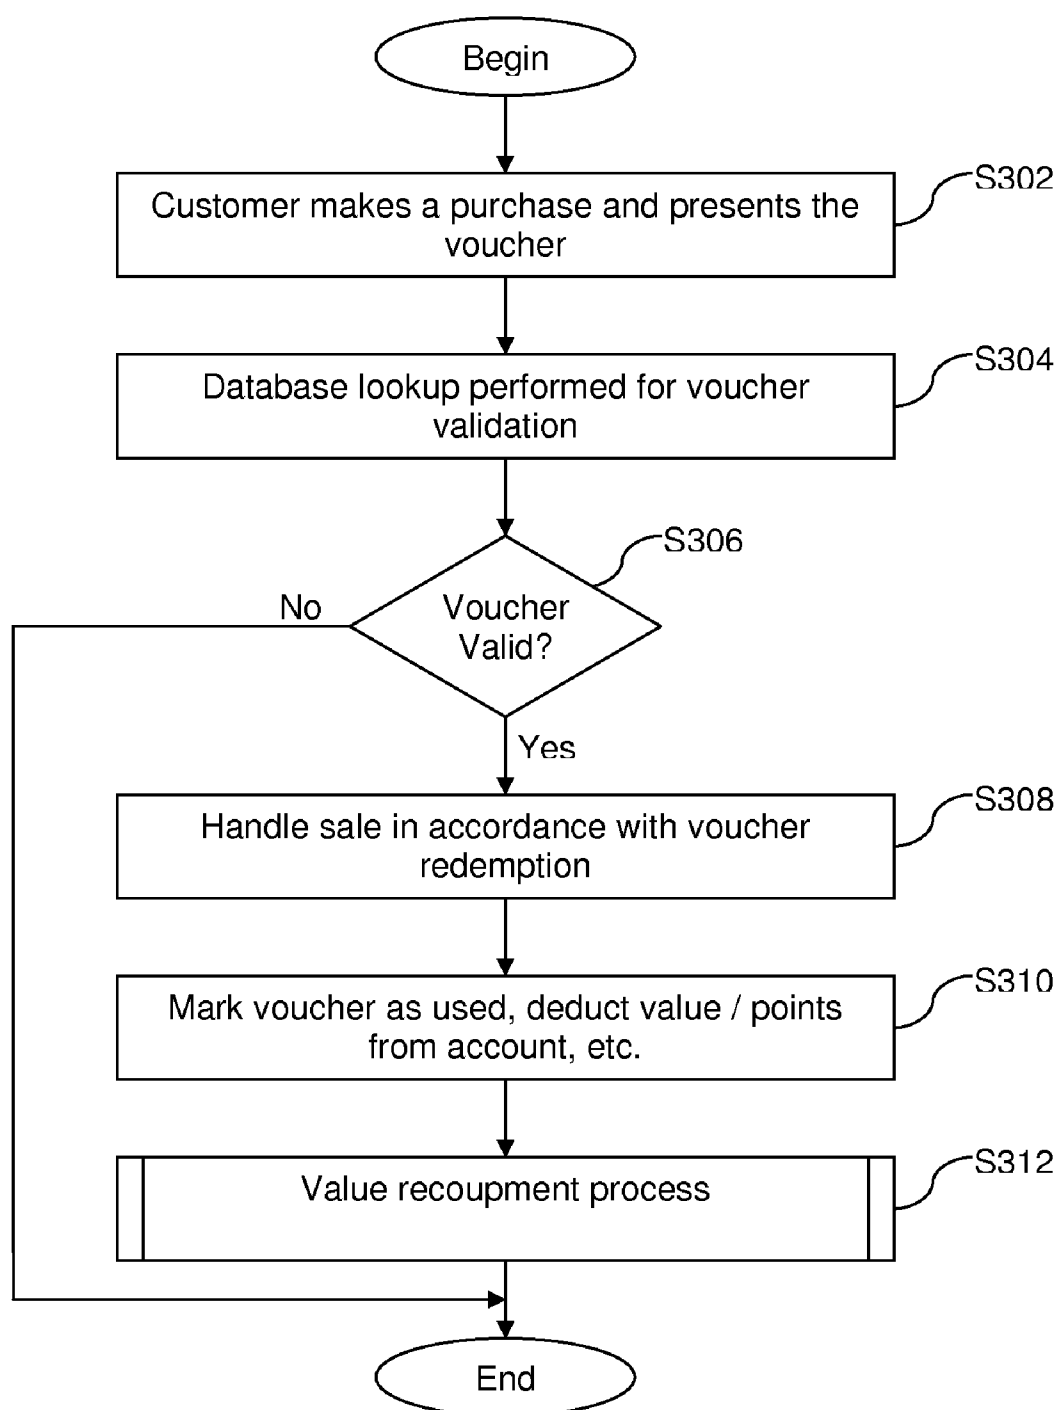 Begin
S302
Customer makes a purchase and presents the
voucher
S304
Database lookup performed for voucher
validation
S306
No
Voucher
Valid?
Yes
S308
Handle sale in accordance with voucher
redemption
S310
Mark voucher as used, deduct value / points
from account, etc.
S312
Value recoupment process
End